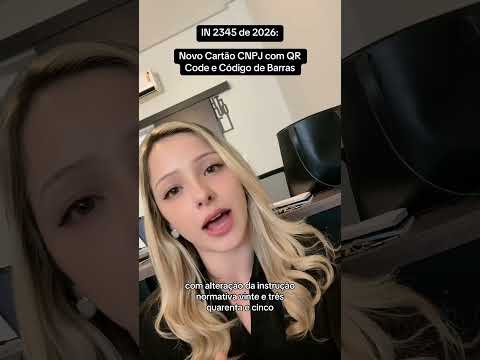 IN 2345 de 2026:
Novo Cartão CNPJ com QR
Code e Código de Barras
com alteração da instrução
normativa vinte e três
quarenta e cinco